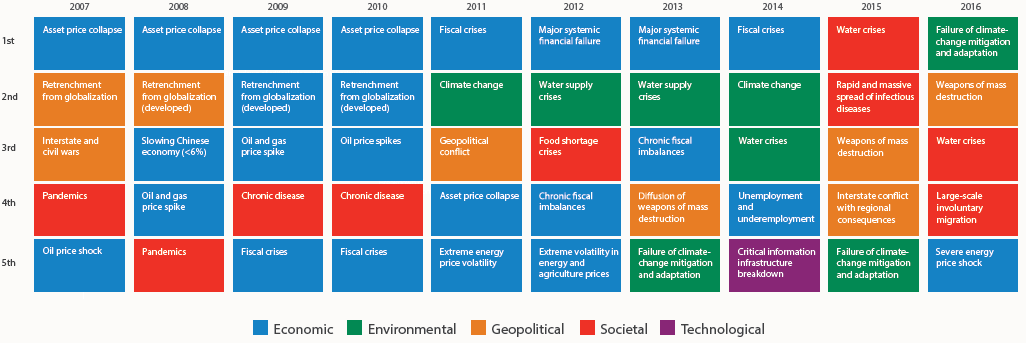 2007 2008 2009 2010 2011 2012 2013 2014 2015 2016
1st
Asset price collapse
Asset price collapse
Asset price collapse
Asset price collapse
Fiscal crises
Major systemic
financial failure
Major systemic
financial failure
Fiscal crises
Water crises
Failure of climate-
change mitigation
and adaptation
2nd
Retrenchment
from globalization
Retrenchment
from globalization
(developed)
Retrenchment
from globalization
(developed)
Retrenchment
from globalization
(developed)
Climate change
Water supply
crises
Water supply
crises
Climate change
Rapid and massive
spread of infectious
diseases
Weapons of mass
destruction
3rd
Interstate and
civil wars
Slowing Chinese
economy (<6%)
Oil and gas
price spike
Oil price spikes
Geopolitical
conflict
Food shortage
crises
Chronic fiscal
imbalances
Water crises
Weapons of mass
destruction
Water crises
4th
Pandemics
Oil and gas
price spike
Chronic disease
Chronic disease
Asset price collapse
Chronic fiscal
imbalances
Diffusion of
weapons of mass
destruction
Unemployment
and
underemployment
Interstate conflict
with regional
consequences
Large-scale
involuntary
migration
5th
Oil price shock
Pandemics
Fiscal crises
Fiscal crises
Extreme energy
price volatility
Extreme volatility in
energy and
agriculture prices
Failure of climate-
change mitigation
and adaptation
Critical information
infrastructure
breakdown
Failure of climate-
change mitigation
and adaptation
Severe energy
price shock
Economic Environmental Geopolitical Societal Technological